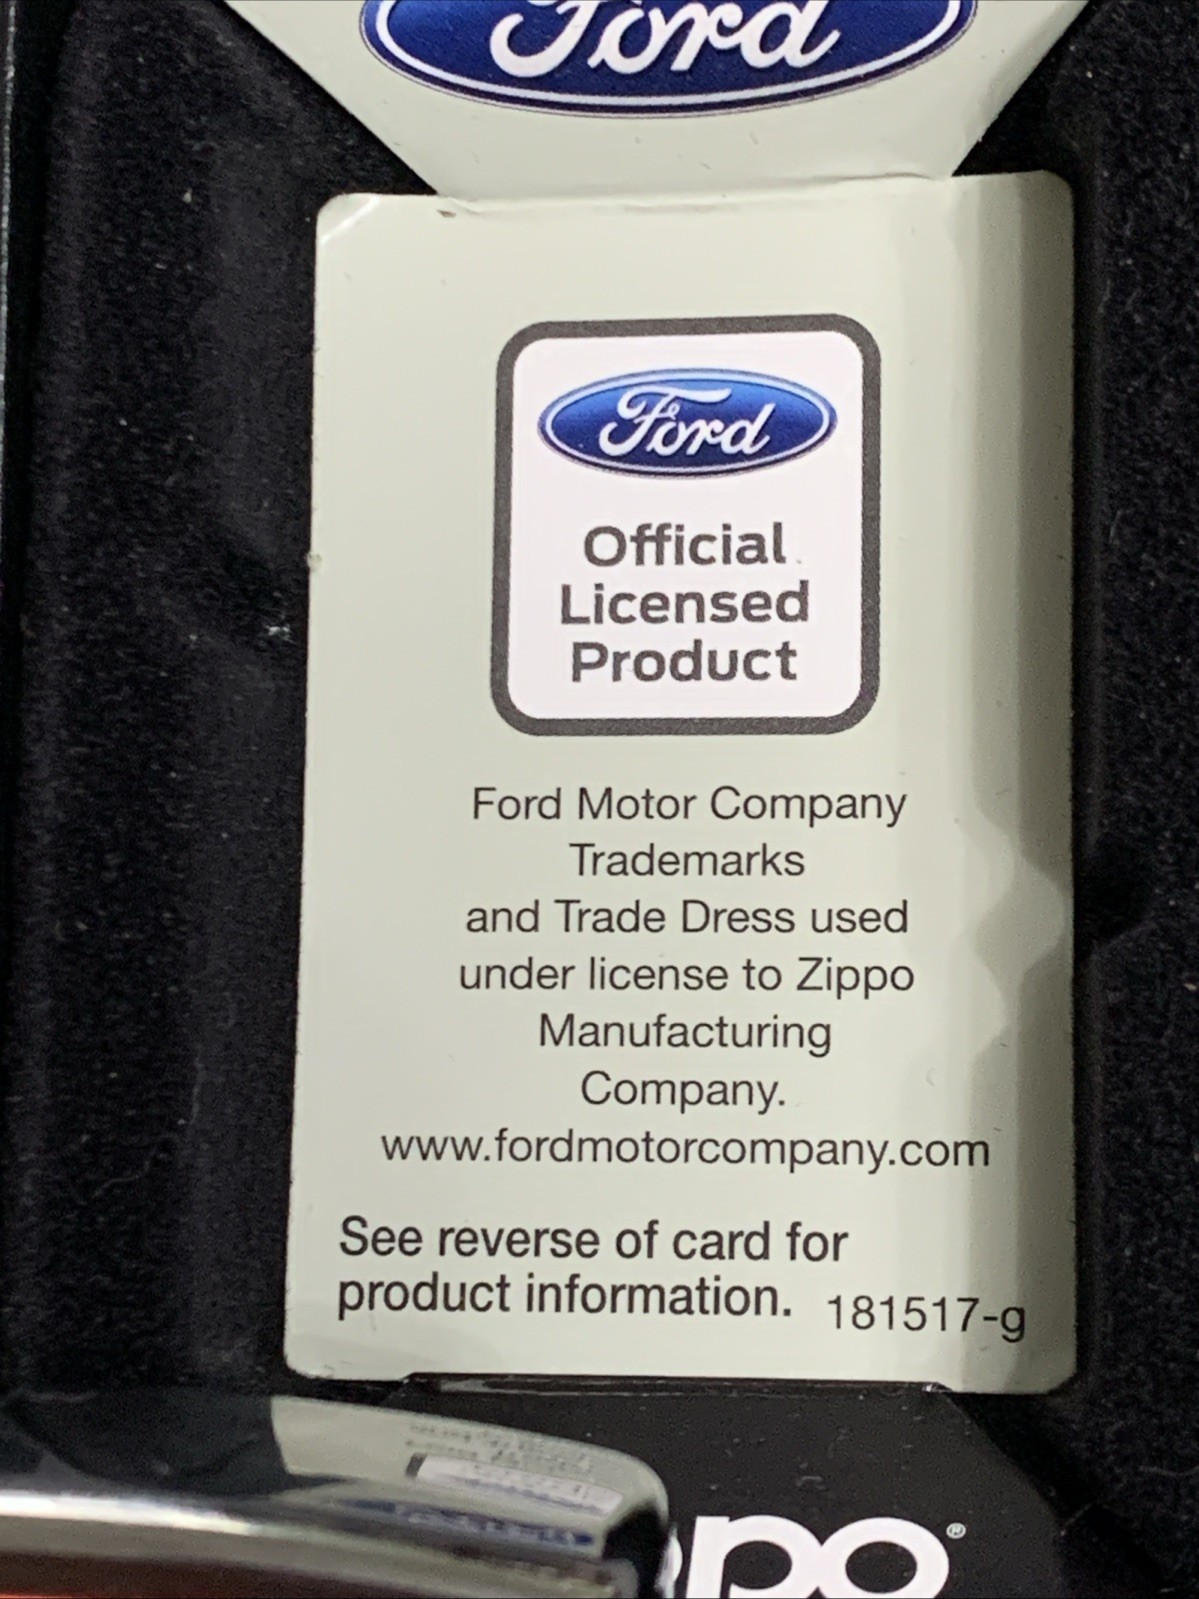 Ford
Ford
Official
Licensed
Product
Ford Motor Company
Trademarks
and Trade Dress used
under license to Zippo
Manufacturing
Company.
www.fordmotorcompany.com
See reverse of card for
product information. 181517-g
po®